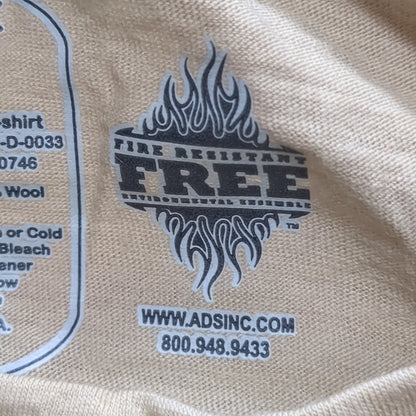 -shirt
-D-0033
0746
Wool
or Cold
Bleach
ener
ow
A.
FIRE RESISTANT
FREE
ENVIRONMENTAL ENSEMBLE
TM
WWW.ADSINC.COM
800.948.9433